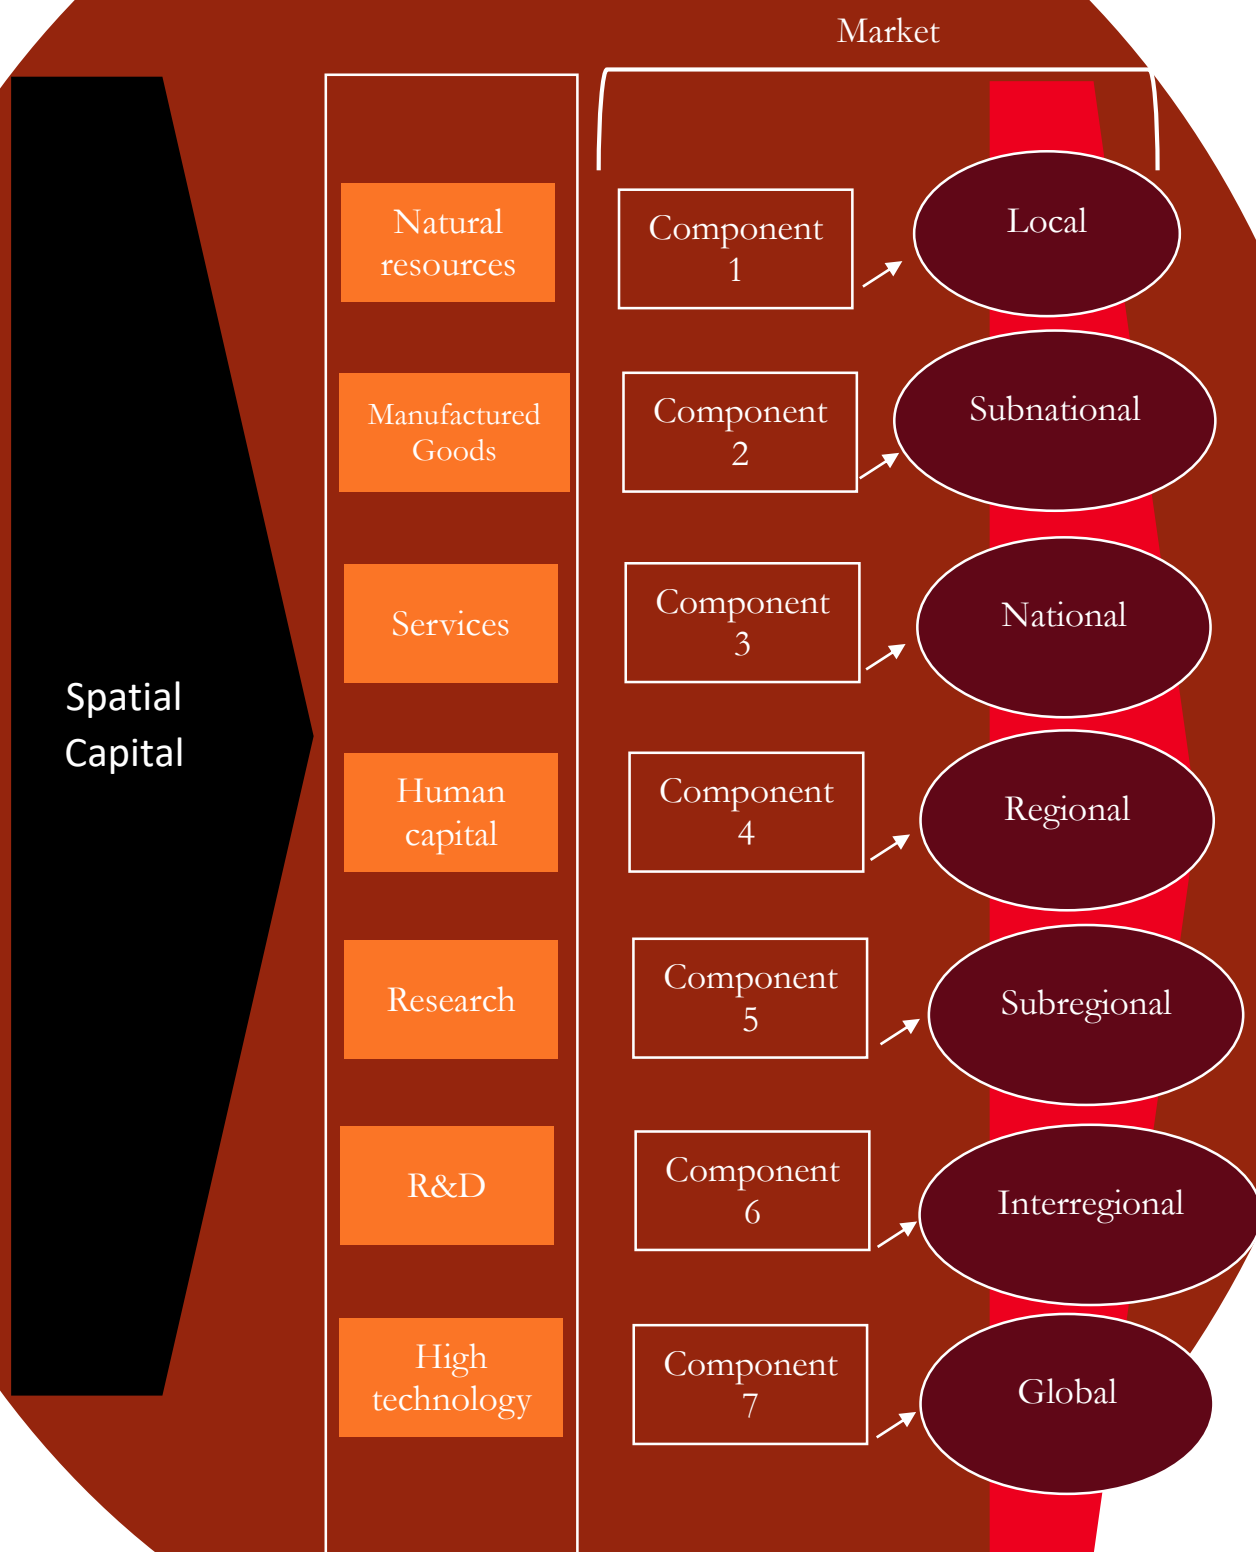 Market
Natural
resources
Component
1
Local
Manufactured
Goods
Component
2
Subnational
Services
Component
3
National
Spatial
Capital
Human
capital
Component
4
Regional
Research
Component
5
Subregional
R&D
Component
6
Interregional
High
technology
Component
7
Global